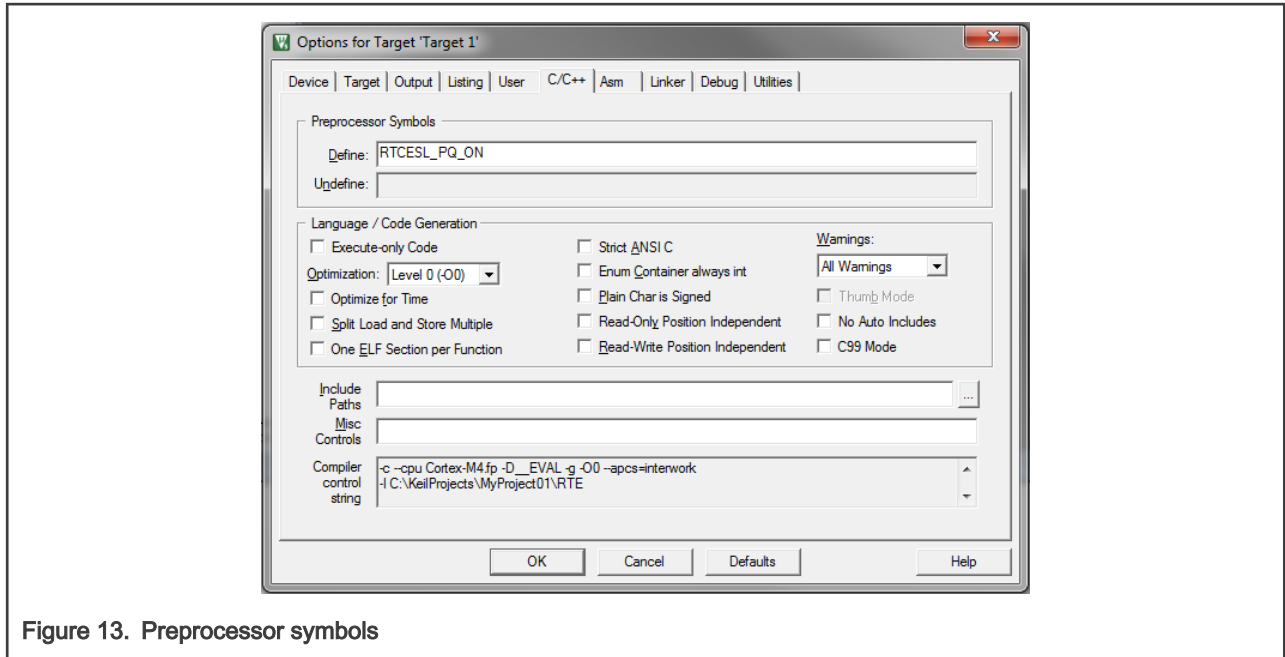 Options for Target 'Target 1'
Device Target Output Listing User C/C++ Asm Linker Debug Utilities
Preprocessor Symbols
Define: RTCESL_PQ_ON
Undefine:
Language / Code Generation
Execute-only Code
Optimization: Level 0 (-O0)
Optimize for Time
Split Load and Store Multiple
One ELF Section per Function
Strict ANSI C
Enum Container always int
Plain Char is Signed
Read-Only Position Independent
Read-Write Position Independent
Warnings:
All Warnings
Thumb Mode
No Auto Includes
C99 Mode
Include
Paths
...
Misc
Controls
Compiler
control
string
-c --cpu Cortex-M4.fp -D__EVAL -g -O0 --apcs=interwork
-I C:\KeilProjects\MyProject01\RTE
OK Cancel Defaults Help
Figure 13. Preprocessor symbols